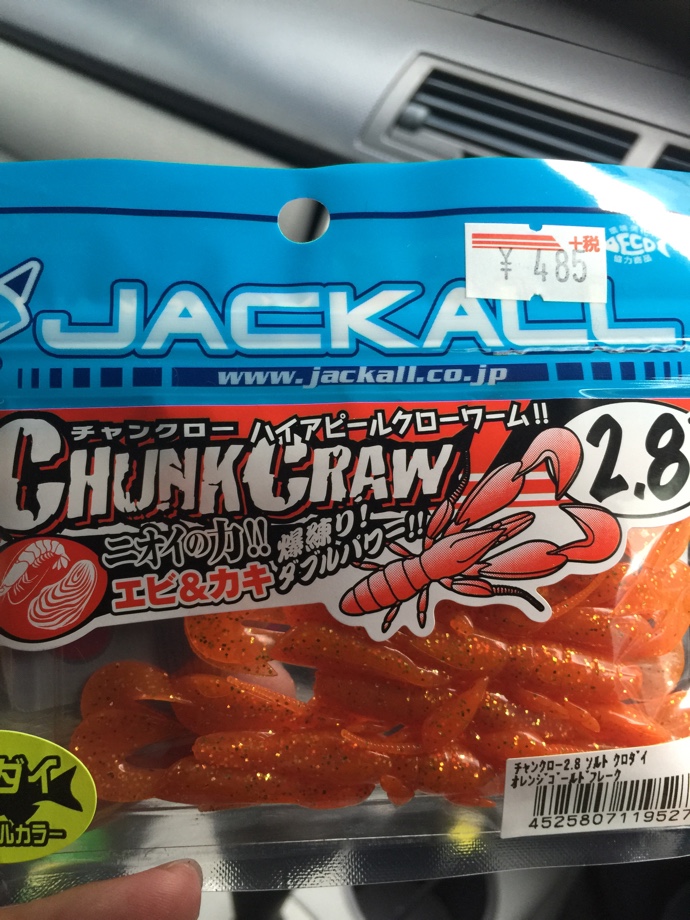 +税
¥ 485
JACKALL
www.jackall.co.jp
チャンクロー ハイアピールクローワーム!!
CHUNK CRAW
2.8
ニオイの力!! 爆練り!
エビ&カキ ダブルパワー!!
ダイ
ルカラー
チャンクロー2.8 ソルト クロダイ
オレンジゴールドフレーク
4525807119527